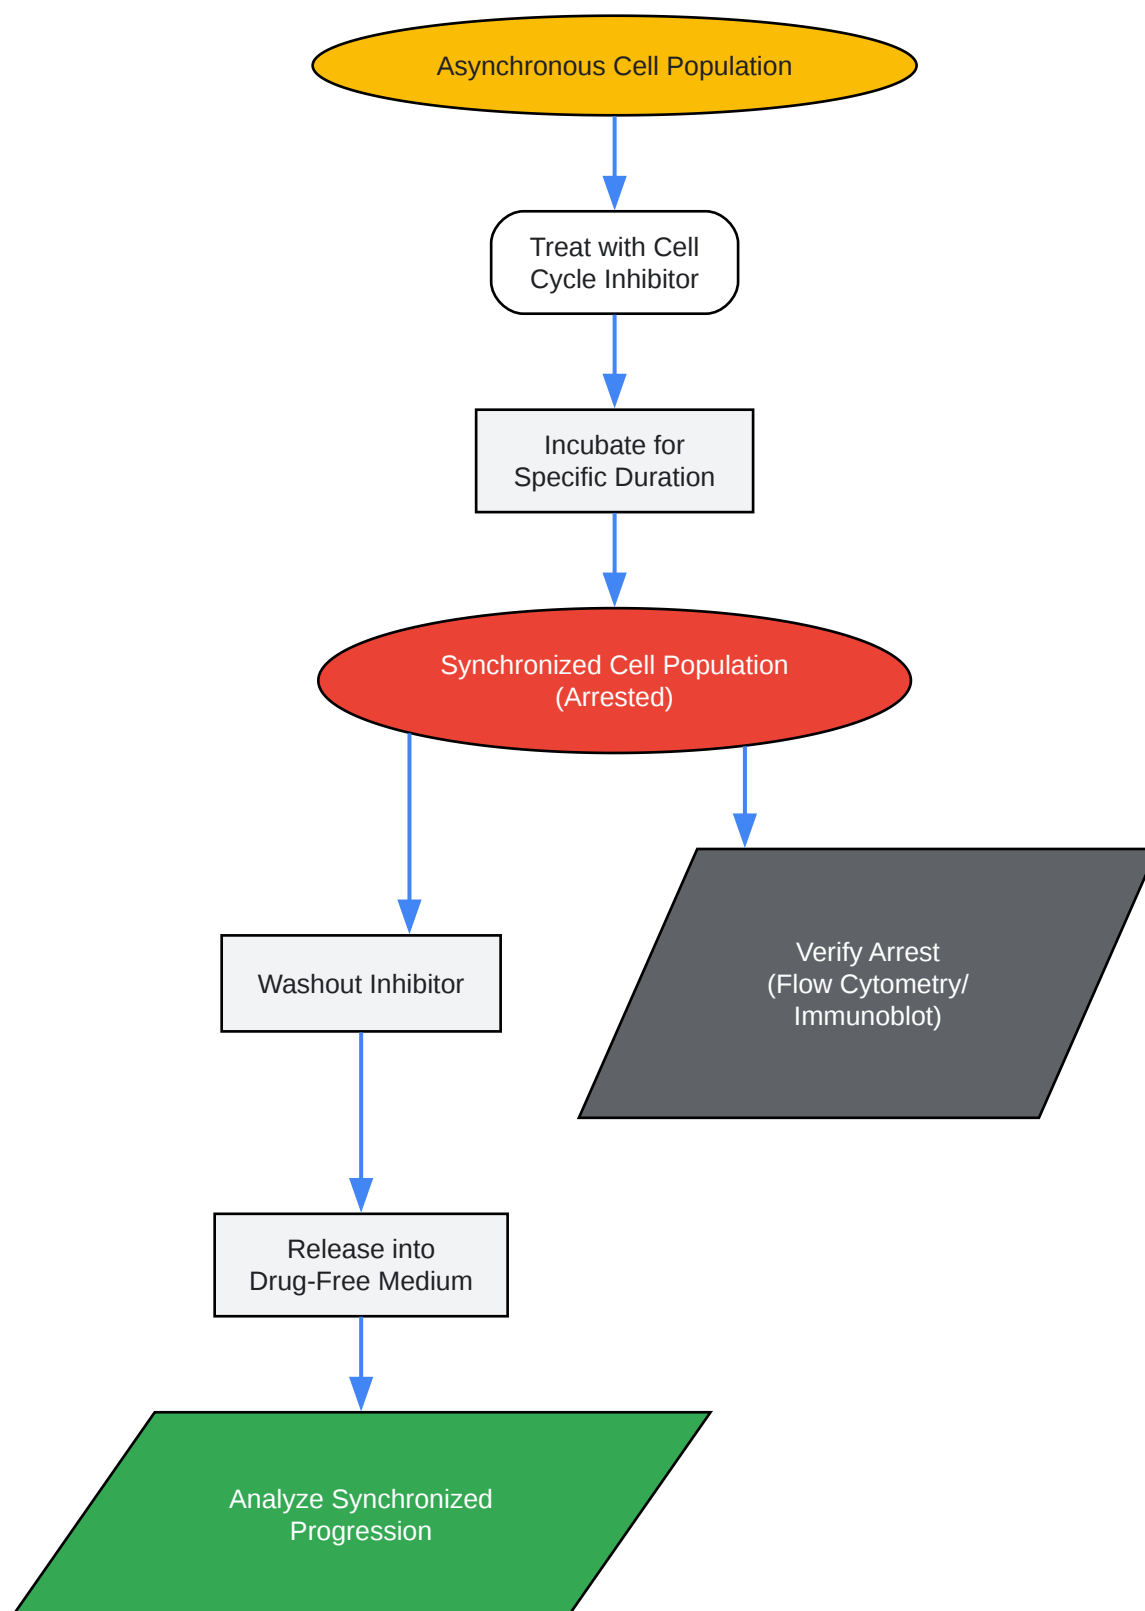 Asynchronous Cell Population
Treat with Cell
Cycle Inhibitor
Incubate for
Specific Duration
Synchronized Cell Population
(Arrested)
Verify Arrest
(Flow Cytometry/
Immunoblot)
Washout Inhibitor
Release into
Drug-Free Medium
Analyze Synchronized
Progression